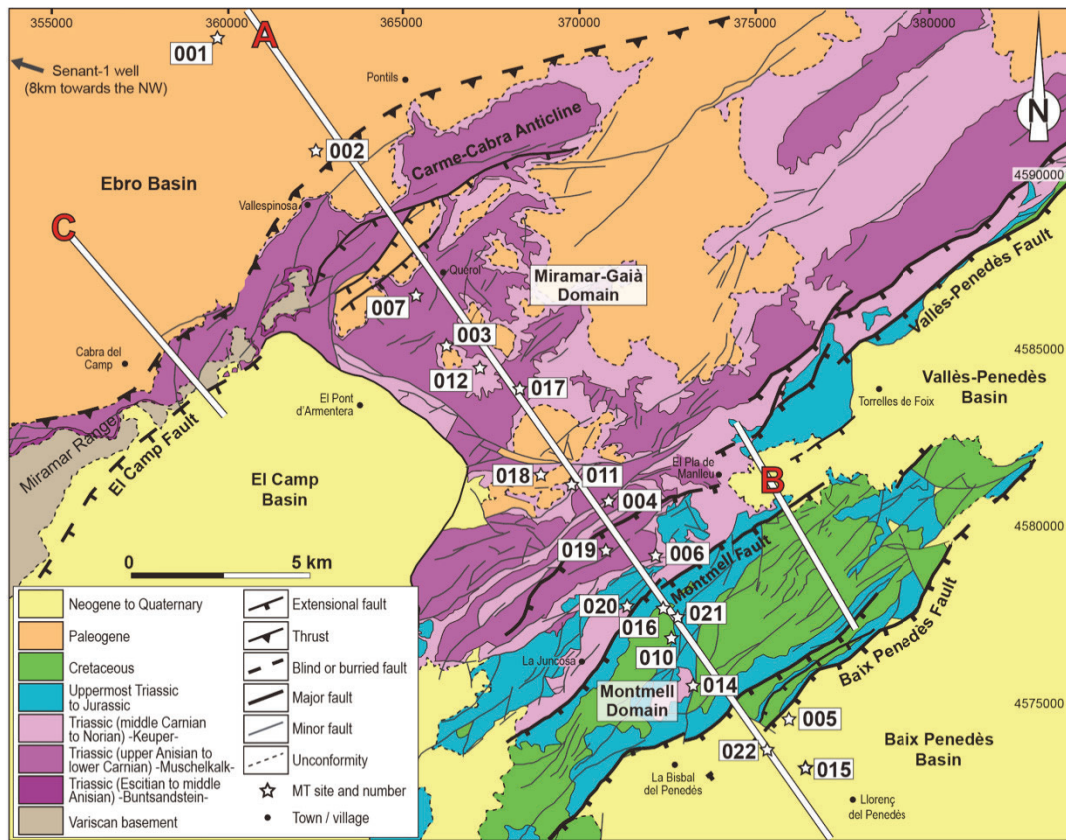 355000
360000
365000
370000
375000
380000
A
001
Senant-1 well
(8km towards the NW)
Pontils
N
002
Carme-Cabra Anticline
Ebro Basin
4590000
Vallespinosa
C
Querol
Miramar-Gaià
Domain
007
Vallès-Penedès Fault
003
Cabra del
Camp
012
4585000
017
El Pont
d'Armentera
Vallès-Penedès
Basin
Torrelles de Foix
Miramar Range
El Camp Fault
El Camp
Basin
018
011
El Pla de
Manlleu
B
004
4580000
019
006
Montmell Fault
0
5 km
020
016
021
010
La Juncosa
Baix Penedès Fault
Montmell
Domain
014
4575000
005
Baix Penedès
Basin
022
015
La Bisbal
del Penedès
Llorenç
del Penedès
Neogene to Quaternary
Paleogene
Cretaceous
Uppermost Triassic
to Jurassic
Triassic (middle Carnian
to Norian) -Keuper-
Triassic (upper Anisian to
lower Carnian) -Muschelkalk-
Triassic (Escitian to middle
Anisian) -Buntsandstein-
Variscan basement
Extensional fault
Thrust
Blind or burried fault
Major fault
Minor fault
Unconformity
MT site and number
Town / village